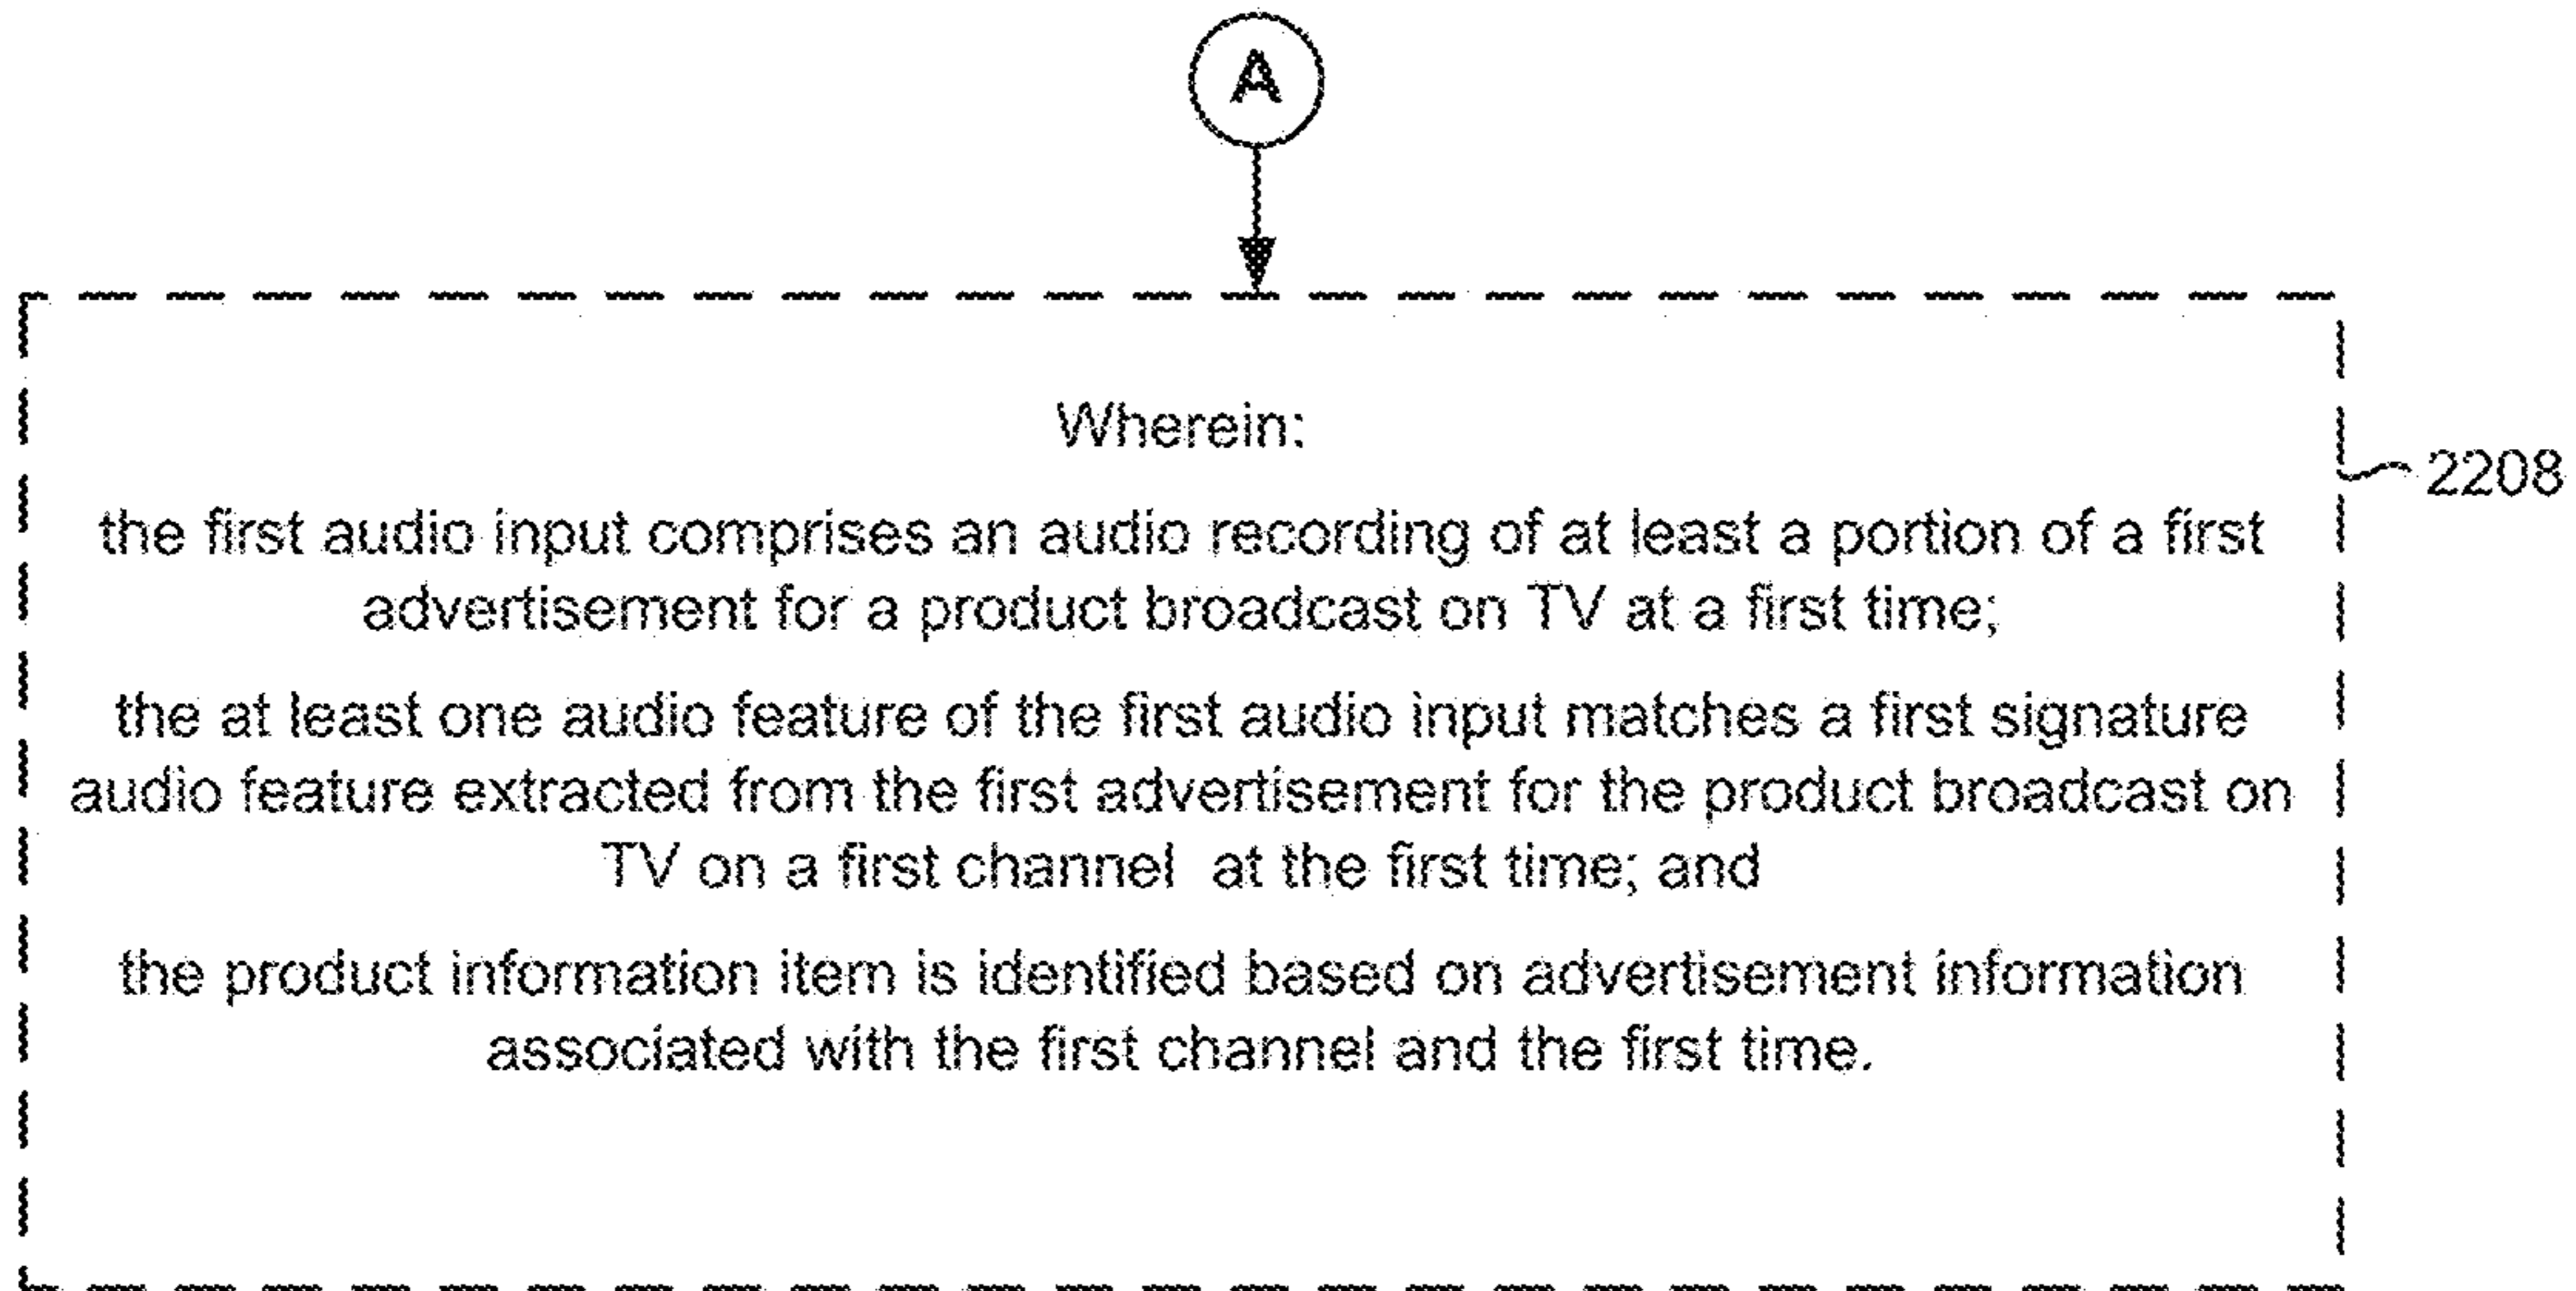 A
Wherein:
2208
the first audio input comprises an audio recording of at least a portion of a first
advertisement for a product broadcast on TV at a first time;
the at least one audio feature of the first audio input matches a first signature
audio feature extracted from the first advertisement for the product broadcast on
TV on a first channel at the first time; and
the product information item is identified based on advertisement information
associated with the first channel and the first time.